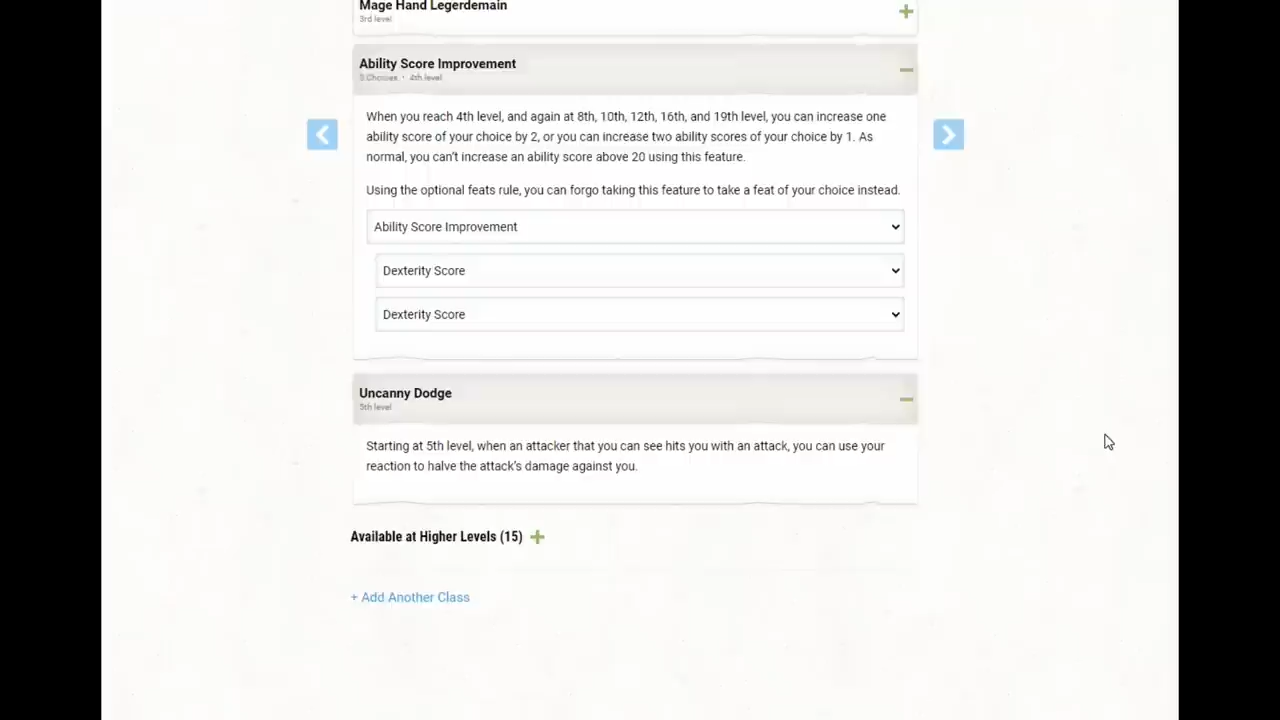 Mage Hand Legerdemain
3rd level
Ability Score Improvement
3 Choices • 4th level
When you reach 4th level, and again at 8th, 10th, 12th, 16th, and 19th level, you can increase one
ability score of your choice by 2, or you can increase two ability scores of your choice by 1. As
normal, you can't increase an ability score above 20 using this feature.
Using the optional feats rule, you can forgo taking this feature to take a feat of your choice instead.
Ability Score Improvement
Dexterity Score
Dexterity Score
Uncanny Dodge
5th level
Starting at 5th level, when an attacker that you can see hits you with an attack, you can use your
reaction to halve the attack's damage against you.
Available at Higher Levels (15)
+ Add Another Class